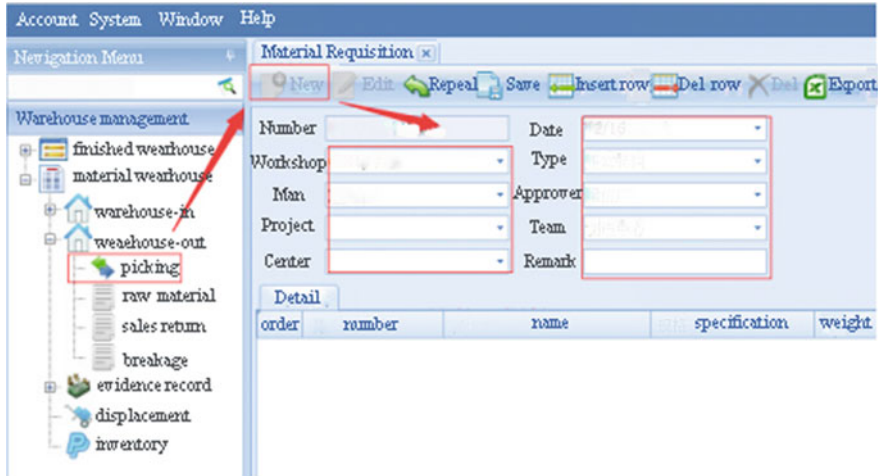 Account System Window Help
Nevigation Menu
Material Requisition
New Edit Repeal Save Insert row Del row Del Export
Warehouse management
finished wearhouse
material wearhouse
warehouse-in
weaehouse-out
picking
raw material
sales return
breakage
evidence record
displacement
inventory
Number
Date
Workshop
Type
Man
Approver
Project
Team
Center
Remark
Detail
order number name specification weight